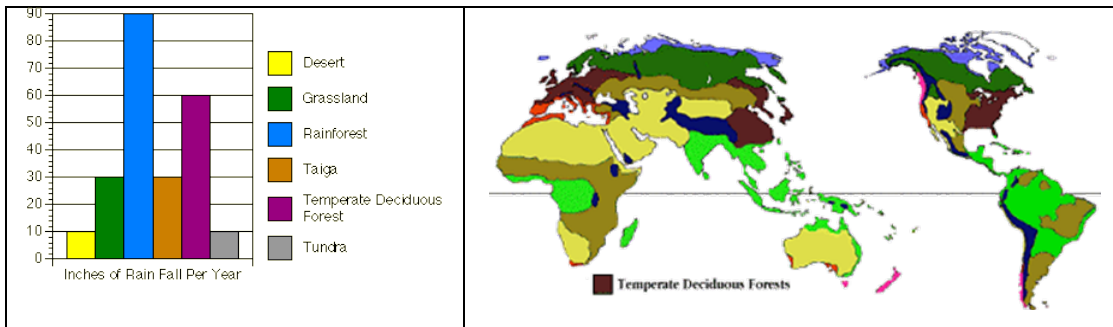 90
80
70
60
50
40
30
20
10
0
Inches of Rain Fall Per Year
Desert
Grassland
Rainforest
Taiga
Temperate Deciduous
Forest
Tundra
Temperate Deciduous Forests